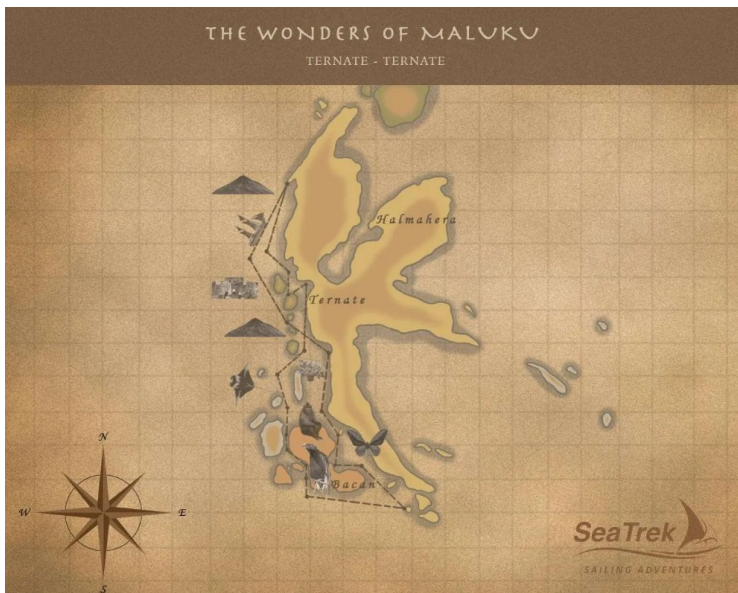 THE WONDERS OF MALUKU
TERNATE - TERNATE
Halmahera
Ternate
Bacan
N
W
E
S
SeaTrek
SAILING ADVENTURES